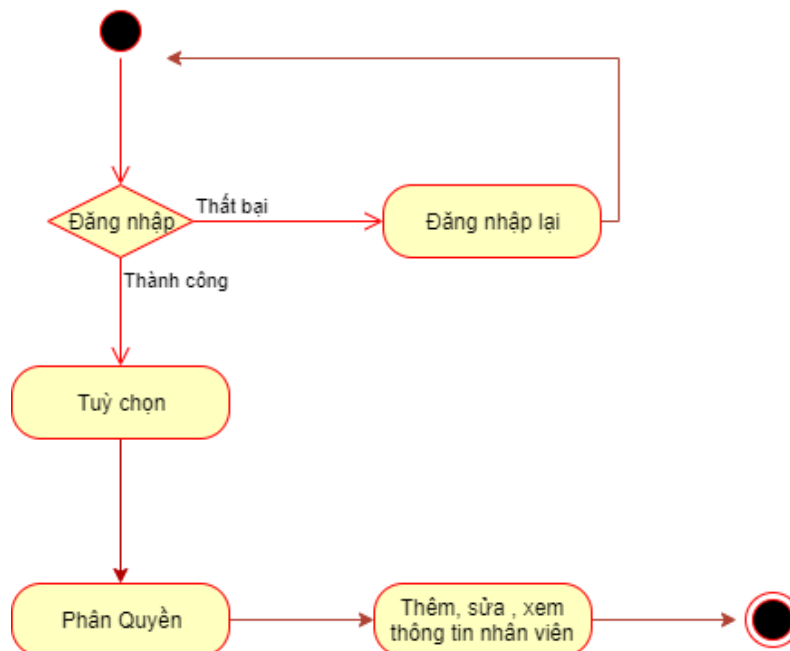 Đăng nhập
Thất bại
Đăng nhập lại
Thành công
Tuỳ chọn
Phân Quyền
Thêm, sửa , xem
thông tin nhân viên